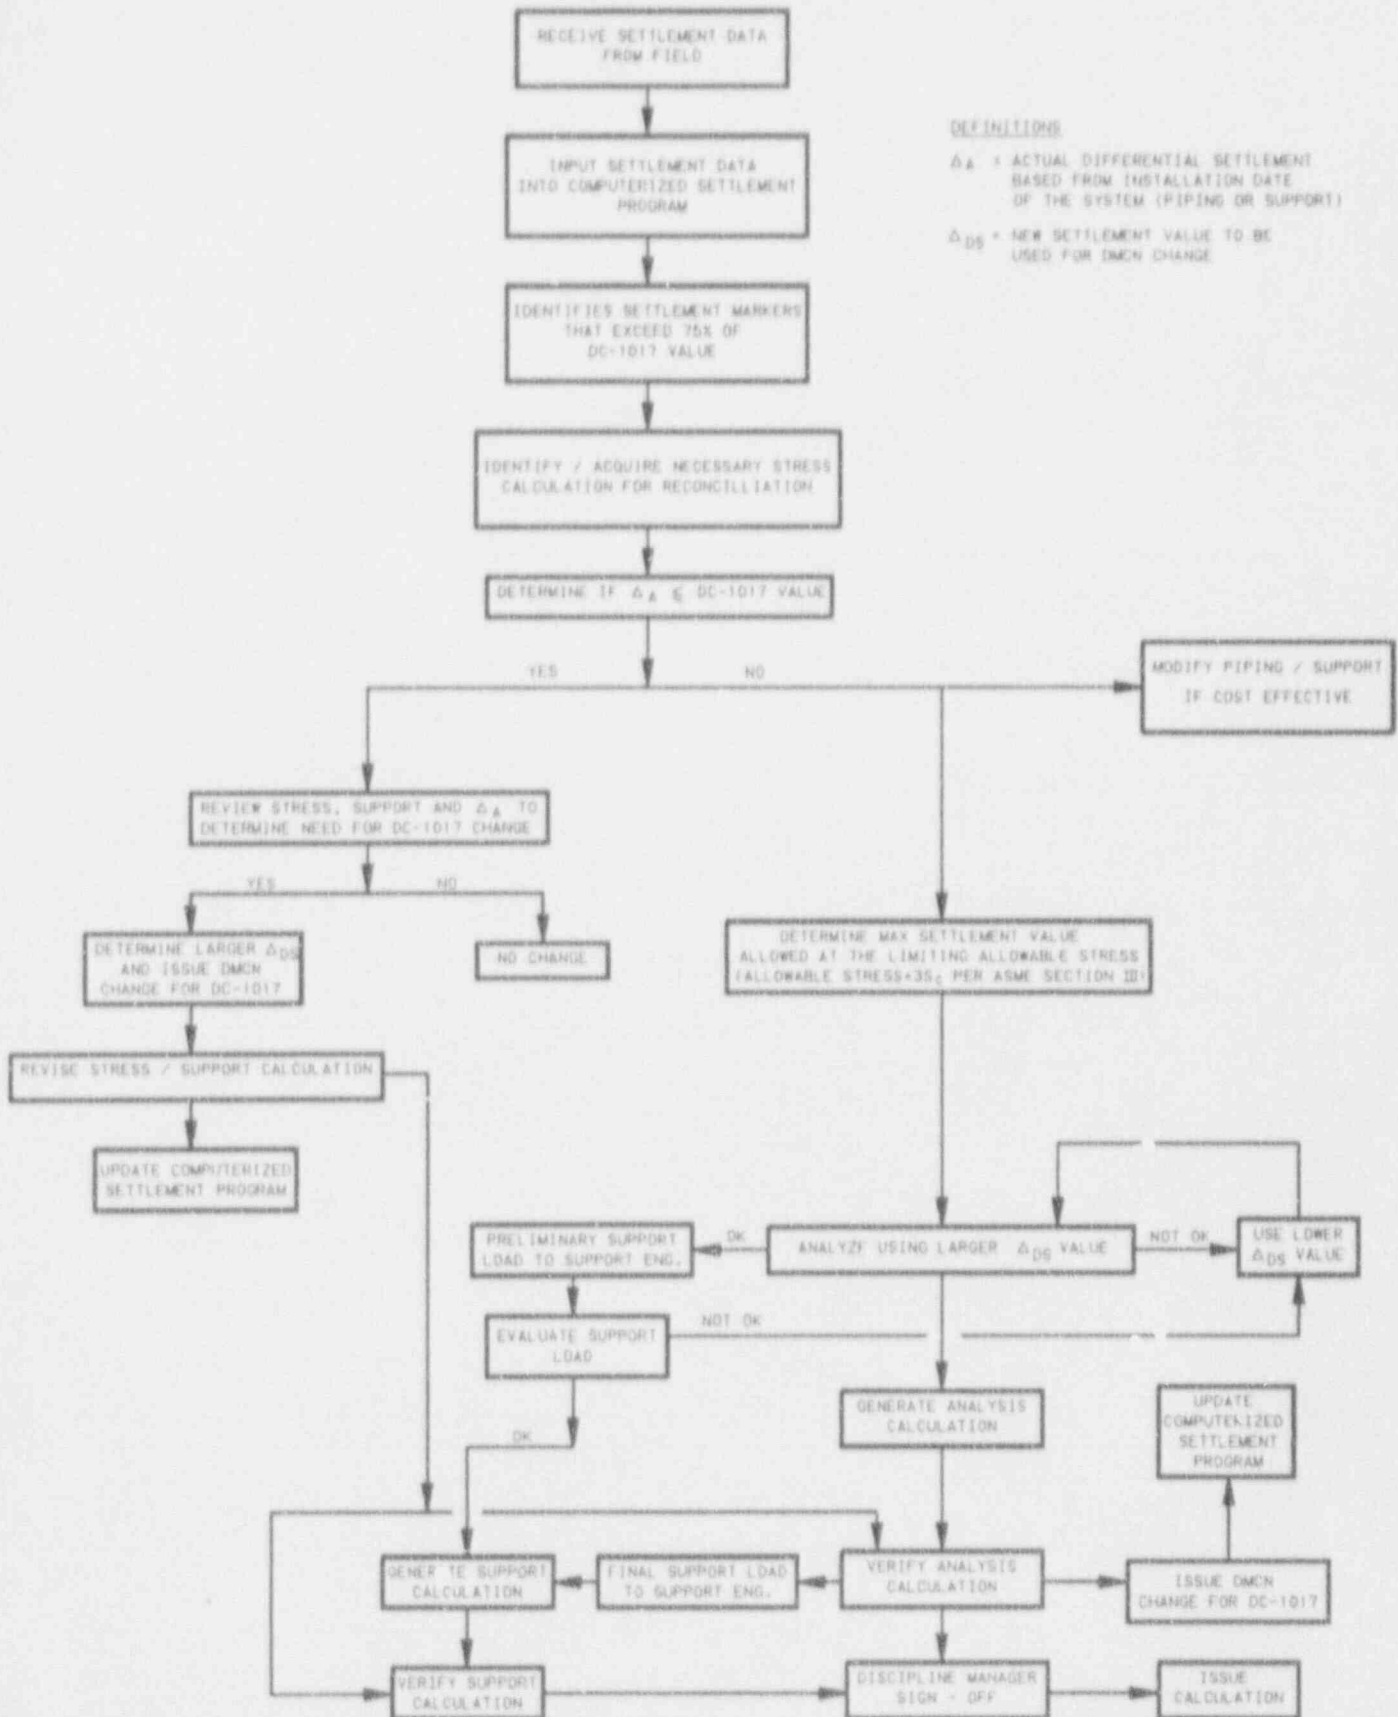 RECEIVE SETTLEMENT DATA
FROM FIELD
DEFINITIONS
Δ A = ACTUAL DIFFERENTIAL SETTLEMENT
BASED FROM INSTALLATION DATE
OF THE SYSTEM (PIPING OR SUPPORT)
Δ DS = NEW SETTLEMENT VALUE TO BE
USED FOR DMCN CHANGE
INPUT SETTLEMENT DATA
INTO COMPUTERIZED SETTLEMENT
PROGRAM
IDENTIFIES SETTLEMENT MARKERS
THAT EXCEED 75% OF
DC-1017 VALUE
IDENTIFY / ACQUIRE NECESSARY STRESS
CALCULATION FOR RECONCILLIATION
DETERMINE IF Δ A ≤ DC-1017 VALUE
YES
NO
MODIFY PIPING / SUPPORT
IF COST EFFECTIVE
REVIEW STRESS, SUPPORT AND Δ A TO
DETERMINE NEED FOR DC-1017 CHANGE
YES
NO
DETERMINE LARGER Δ DS
AND ISSUE DMCN
CHANGE FOR DC-1017
NO CHANGE
DETERMINE MAX SETTLEMENT VALUE
ALLOWED AT THE LIMITING ALLOWABLE STRESS
(ALLOWABLE STRESS=3Sc PER ASME SECTION III)
REVISE STRESS / SUPPORT CALCULATION
UPDATE COMPUTERIZED
SETTLEMENT PROGRAM
PRELIMINARY SUPPORT
LOAD TO SUPPORT ENG.
OK
ANALYZE USING LARGER Δ DS VALUE
NOT OK
USE LOWER
Δ DS VALUE
EVALUATE SUPPORT
LOAD
NOT OK
OK
GENERATE ANALYSIS
CALCULATION
UPDATE
COMPUTERIZED
SETTLEMENT
PROGRAM
GENER TE SUPPORT
CALCULATION
FINAL SUPPORT LOAD
TO SUPPORT ENG.
VERIFY ANALYSIS
CALCULATION
ISSUE DMCN
CHANGE FOR DC-1017
VERIFY SUPPORT
CALCULATION
DISCIPLINE MANAGER
SIGN - OFF
ISSUE
CALCULATION